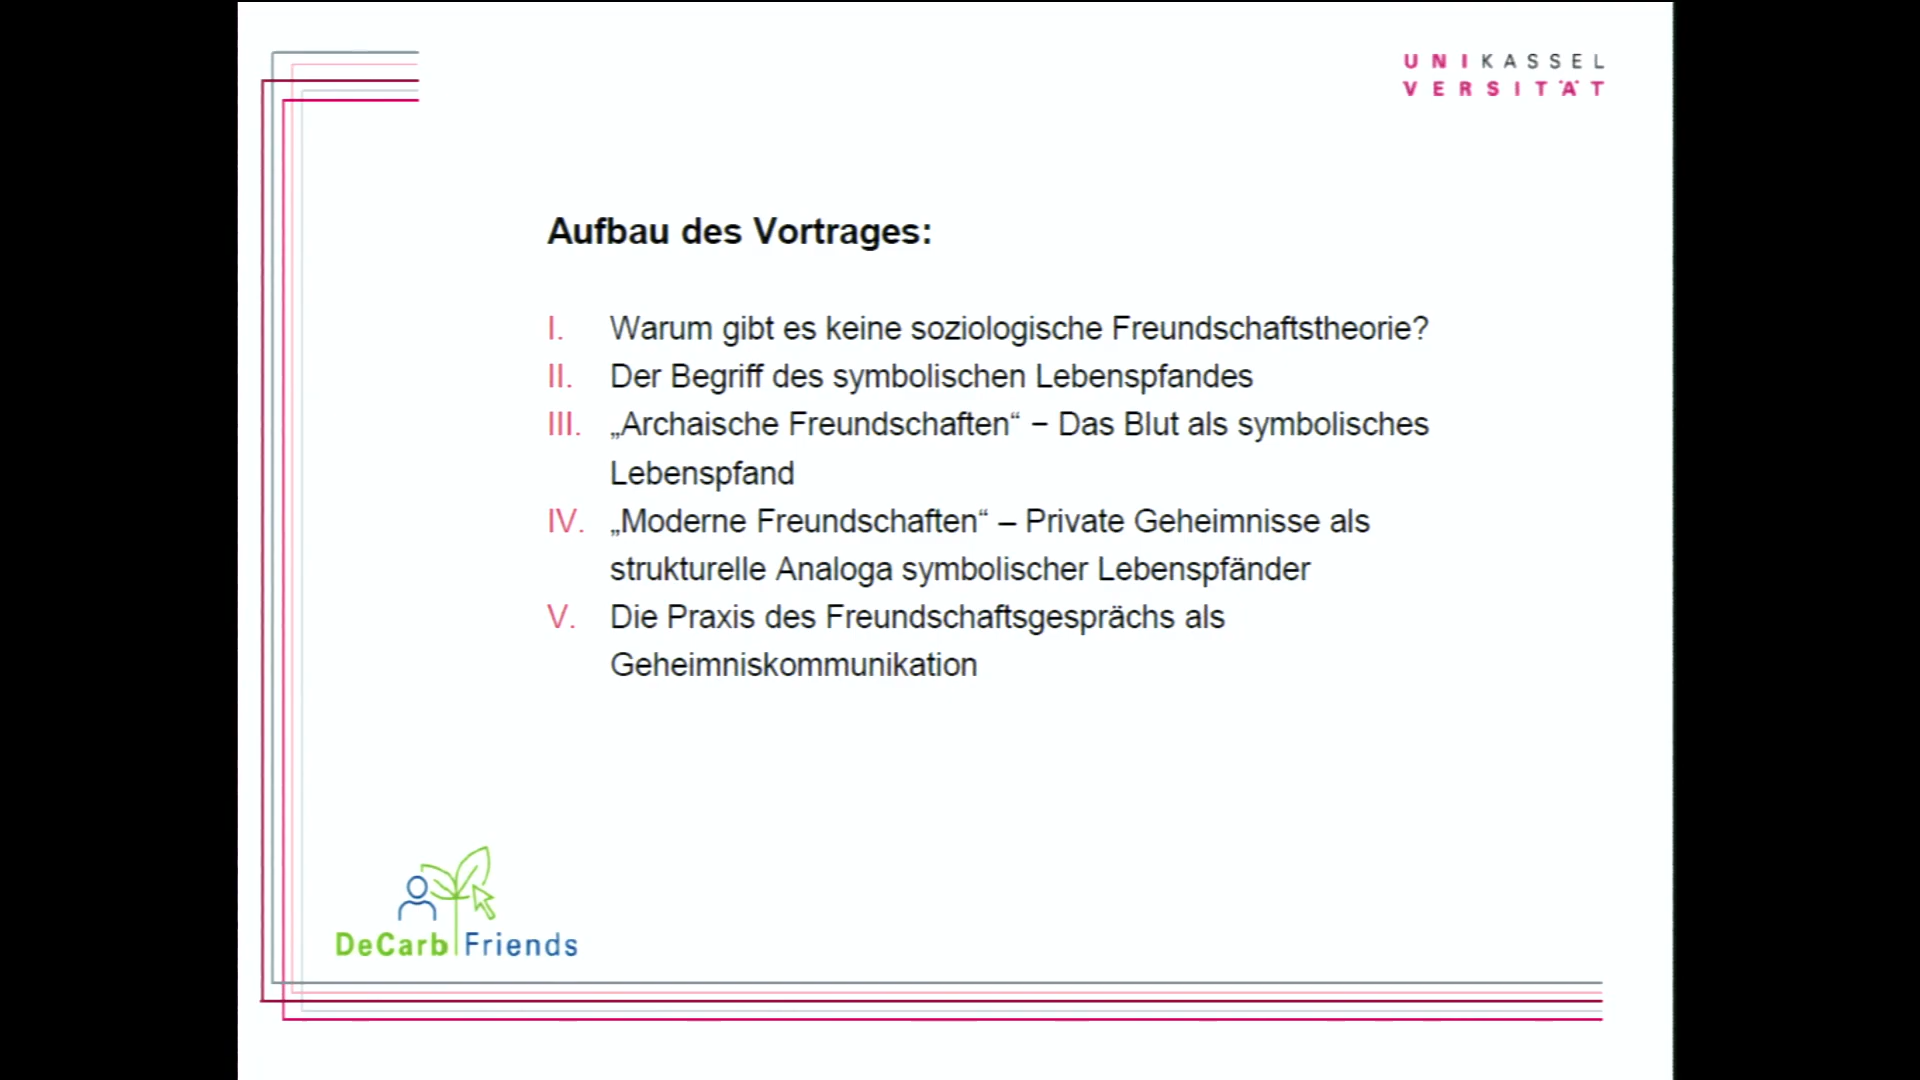 UNIKASSEL
VERSITÄT
Aufbau des Vortrages:
I. Warum gibt es keine soziologische Freundschaftstheorie?
II. Der Begriff des symbolischen Lebenspfandes
III. „Archaische Freundschaften“ – Das Blut als symbolisches
Lebenspfand
IV. „Moderne Freundschaften“ – Private Geheimnisse als
strukturelle Analoga symbolischer Lebenspfänder
V. Die Praxis des Freundschaftsgesprächs als
Geheimniskommunikation
DeCarb Friends